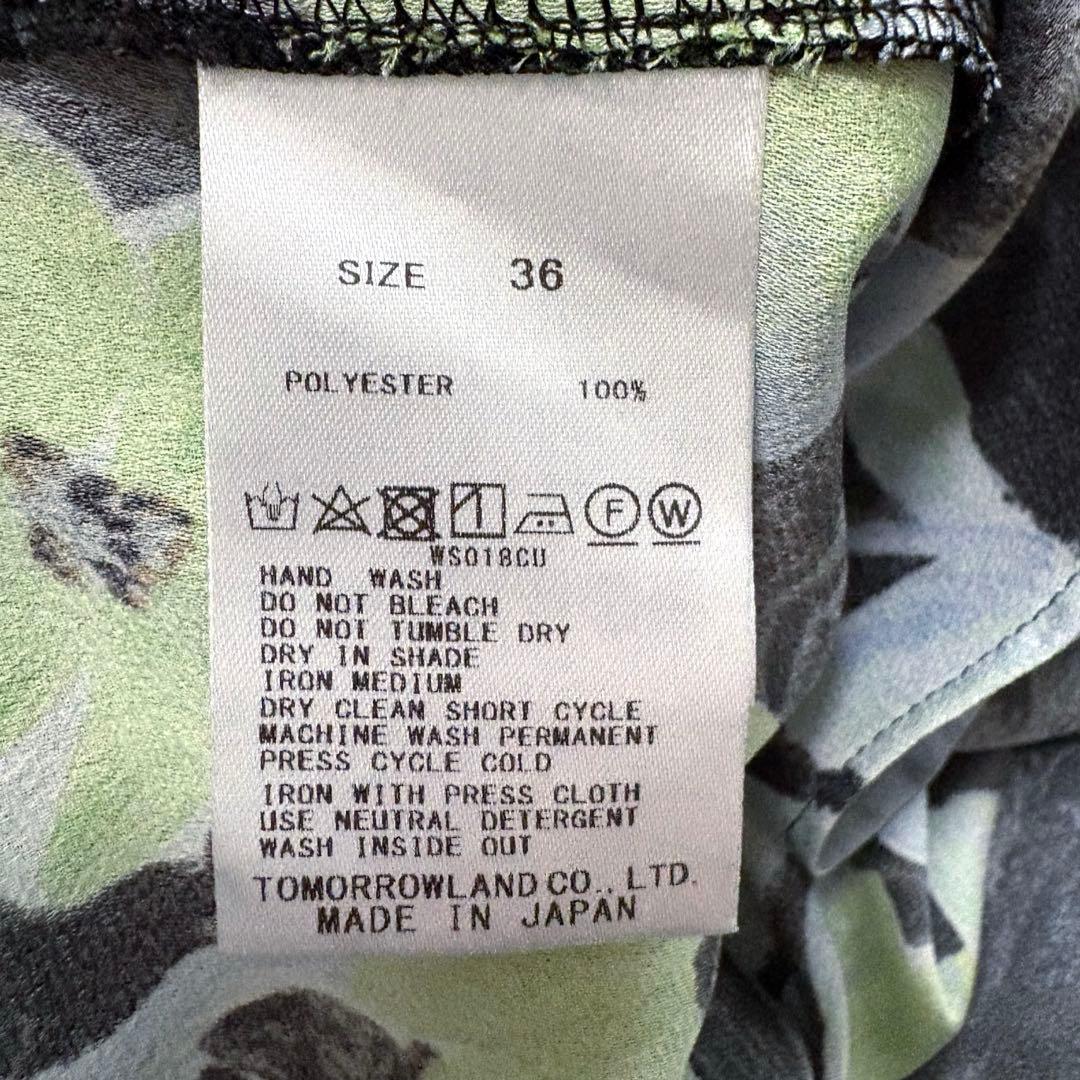 SIZE 36
POLYESTER 100%
F W
WS018CU
HAND WASH
DO NOT BLEACH
DO NOT TUMBLE DRY
DRY IN SHADE
IRON MEDIUM
DRY CLEAN SHORT CYCLE
MACHINE WASH PERMANENT
PRESS CYCLE COLD
IRON WITH PRESS CLOTH
USE NEUTRAL DETERGENT
WASH INSIDE OUT
TOMORROWLAND CO., LTD.
MADE IN JAPAN